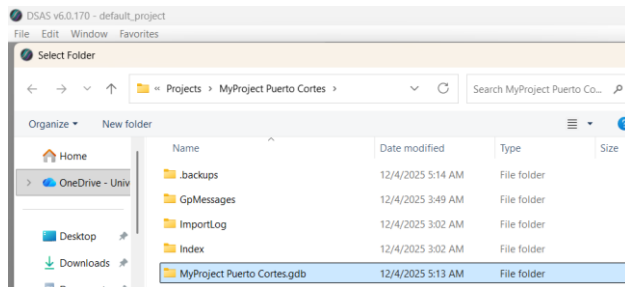 DSAS v6.0.170 - default_project
File Edit Window Favorites
Select Folder
« Projects > MyProject Puerto Cortes >
Search MyProject Puerto Co...
Organize New folder
Name Date modified Type Size
Home
OneDrive - Univ
.backups 12/4/2025 5:14 AM File folder
GpMessages 12/4/2025 3:49 AM File folder
ImportLog 12/4/2025 3:02 AM File folder
Desktop
Index 12/4/2025 3:02 AM File folder
Downloads
MyProject Puerto Cortes.gdb 12/4/2025 5:13 AM File folder